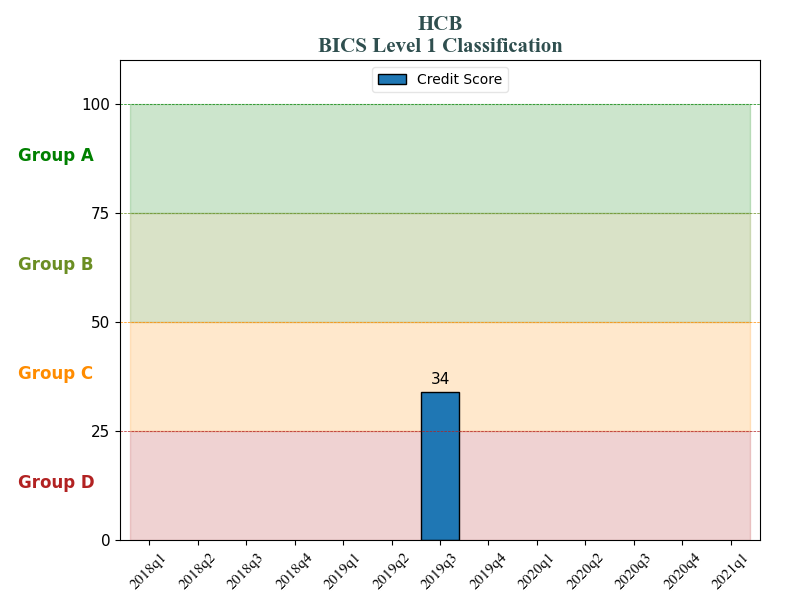 HCB
BICS Level 1 Classification
Credit Score
100
Group A
75
Group B
50
Group C
34
25
Group D
0
2018q1 2018q2 2018q3 2018q4 2019q1 2019q2 2019q3 2019q4 2020q1 2020q2 2020q3 2020q4 2021q1